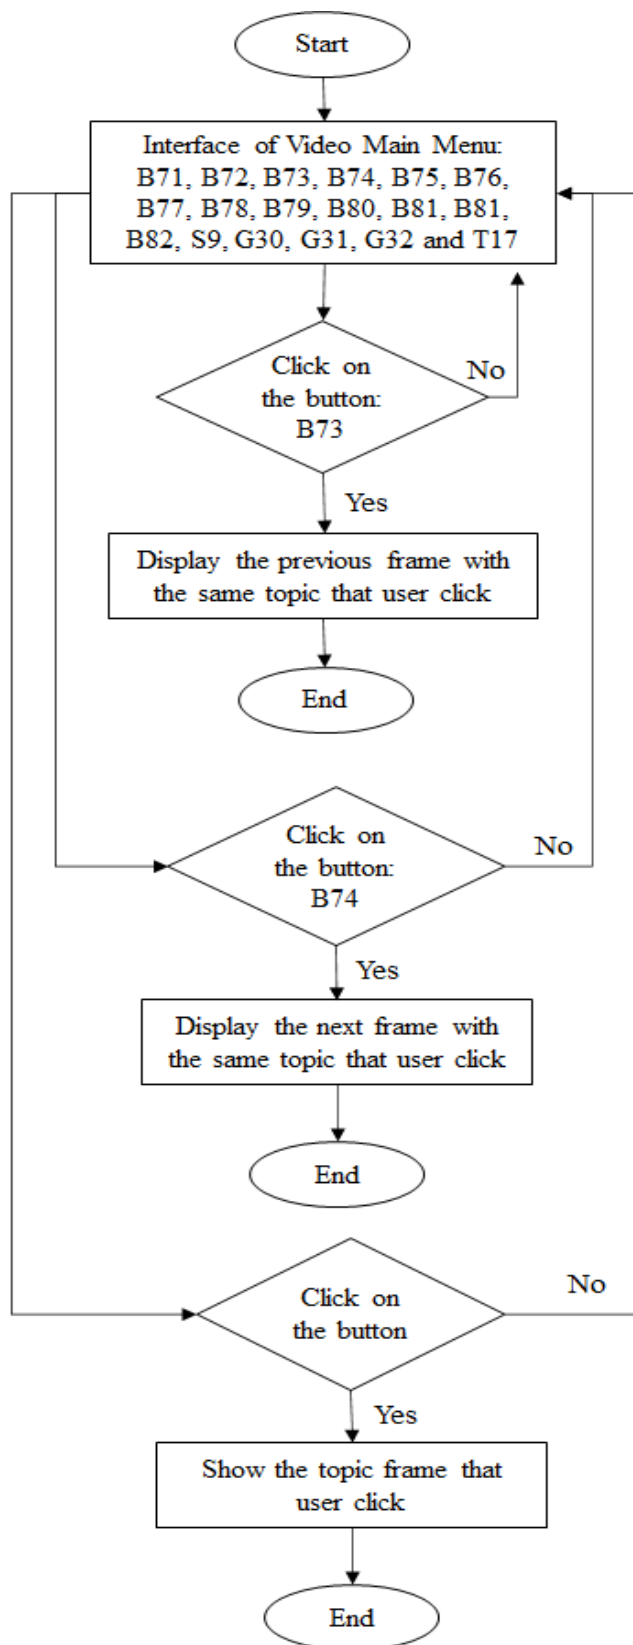 Start
Interface of Video Main Menu:
B71, B72, B73, B74, B75, B76,
B77, B78, B79, B80, B81, B81,
B82, S9, G30, G31, G32 and T17
Click on
the button:
B73
No
Yes
Display the previous frame with
the same topic that user click
End
Click on
the button:
B74
No
Yes
Display the next frame with
the same topic that user click
End
Click on
the button
No
Yes
Show the topic frame that
user click
End